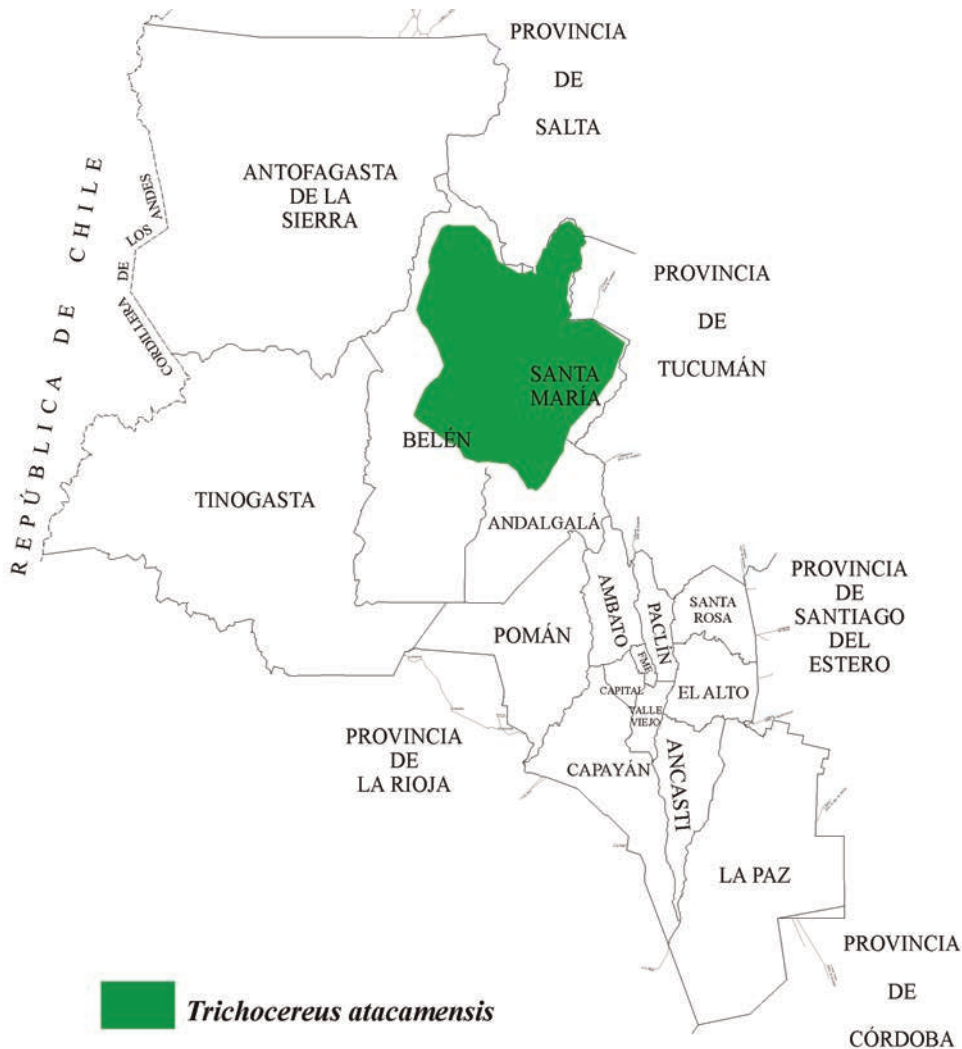 PROVINCIA
DE
SALTA
ANTOFAGASTA
DE LA
SIERRA
REPÚBLICA DE CHILE
CORDILLERA DE LOS ANDES
PROVINCIA
DE
TUCUMÁN
SANTA
MARÍA
BELÉN
TINOGASTA
ANDALGALÁ
AMBATO
PACLÍN
SANTA
ROSA
PROVINCIA
DE
SANTIAGO
DEL
ESTERO
POMÁN
FME
CAPITAL
VALLE
VIEJO
EL ALTO
PROVINCIA
DE
LA RIOJA
CAPAYÁN
ANCASTI
LA PAZ
PROVINCIA
DE
CÓRDOBA
Trichocereus atacamensis